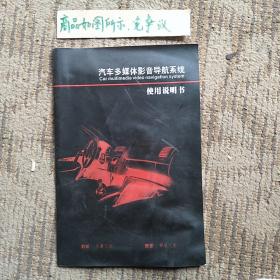 商品如图所示，免争议
汽车多媒体影音导航系统
Car multimedia video navigation system
使用说明书